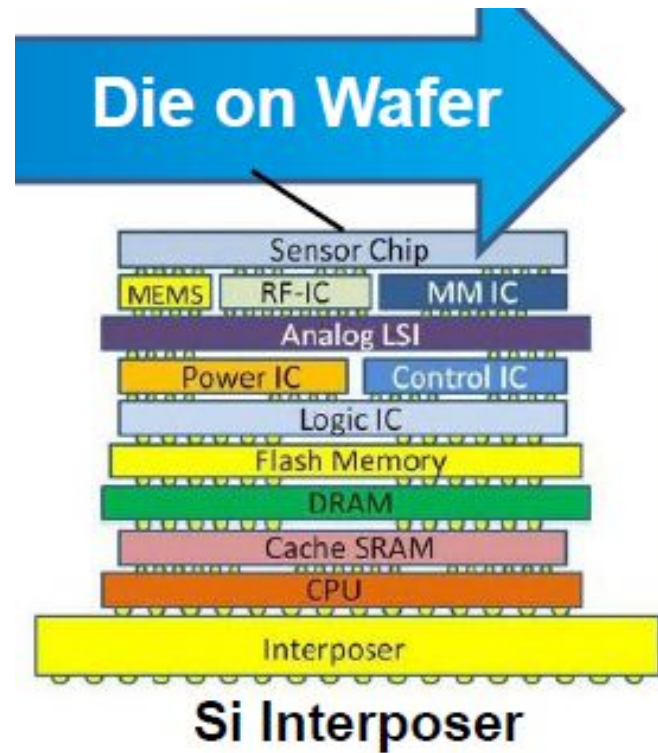 Die on Wafer
Sensor Chip
MEMS RF-IC MM IC
Analog LSI
Power IC Control IC
Logic IC
Flash Memory
DRAM
Cache SRAM
CPU
Interposer
Si Interposer